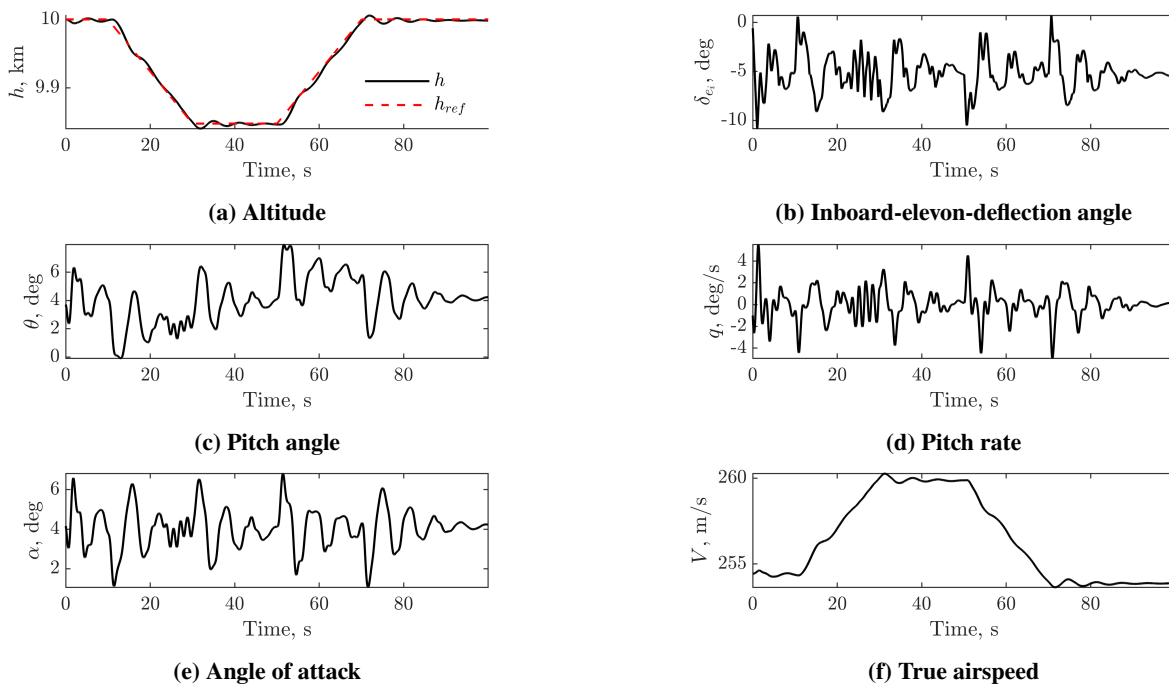 10
9.9
h, km
h
h_ref
0 20 40 60 80
Time, s
(a) Altitude
0
-5
-10
δ_{e_i}, deg
0 20 40 60 80
Time, s
(b) Inboard-elevon-deflection angle
6
4
2
0
θ, deg
0 20 40 60 80
Time, s
(c) Pitch angle
4
2
0
-2
-4
q, deg/s
0 20 40 60 80
Time, s
(d) Pitch rate
6
4
2
α, deg
0 20 40 60 80
Time, s
(e) Angle of attack
260
255
V, m/s
0 20 40 60 80
Time, s
(f) True airspeed